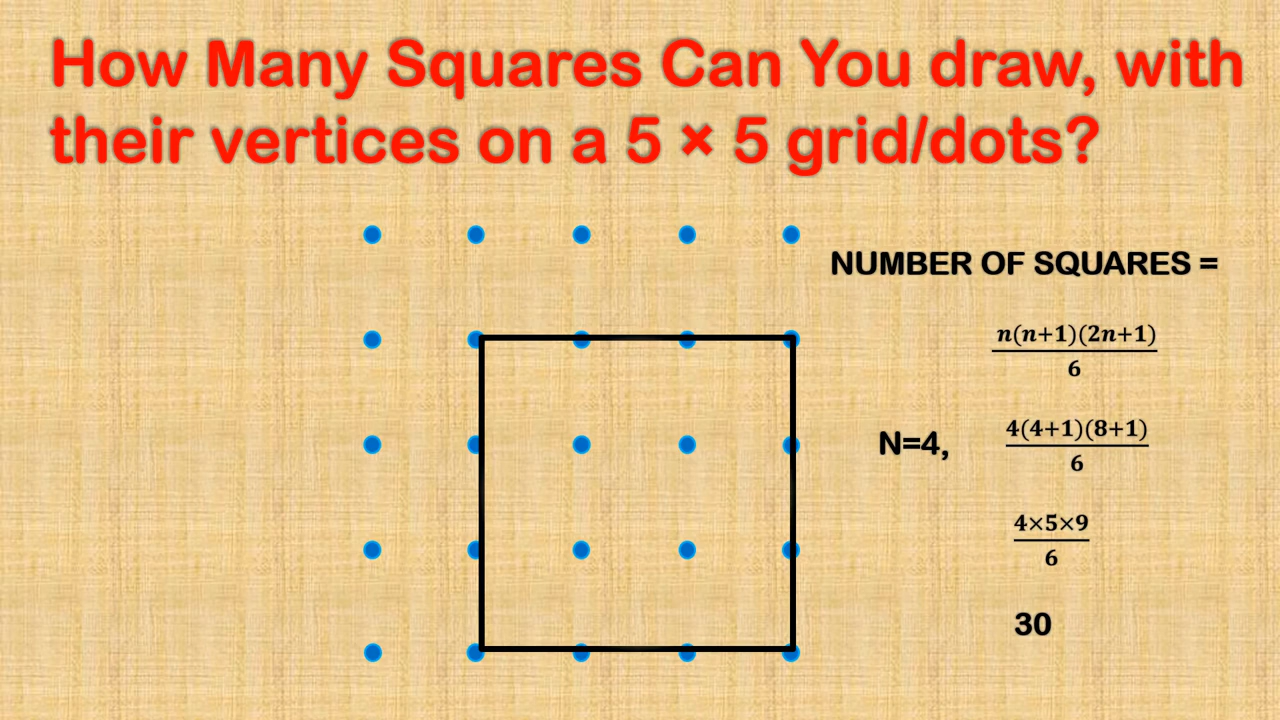 How Many Squares Can You draw, with
their vertices on a 5 × 5 grid/dots?
NUMBER OF SQUARES =
n(n+1)(2n+1)
6
N=4,
4(4+1)(8+1)
6
4×5×9
6
30